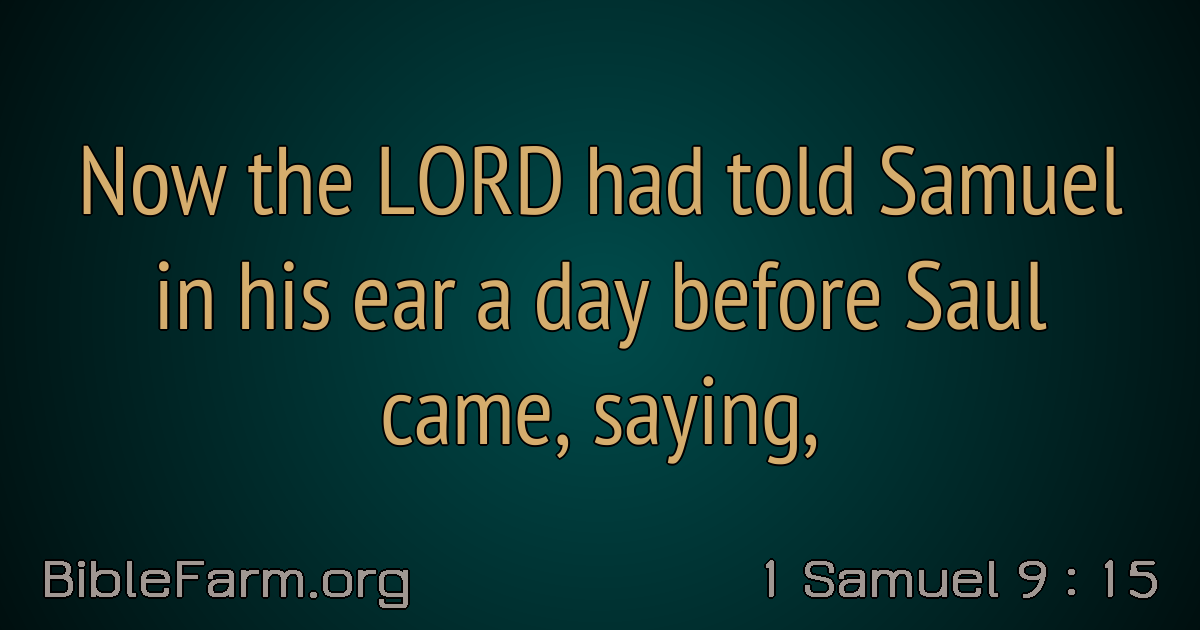 Now the LORD had told Samuel
in his ear a day before Saul
came, saying,
BibleFarm.org
1 Samuel 9 : 15